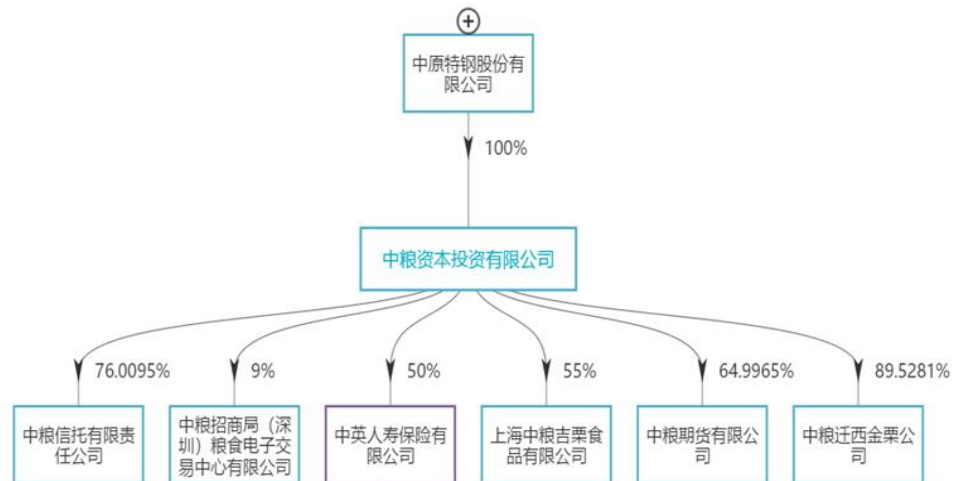 中原特钢股份有
限公司
100%
中粮资本投资有限公司
76.0095%
9%
50%
55%
64.9965%
89.5281%
中粮信托有限责
任公司
中粮招商局（深
圳）粮食电子交
易中心有限公司
中英人寿保险有
限公司
上海中粮吉栗食
品有限公司
中粮期货有限公
司
中粮迁西金栗公
司